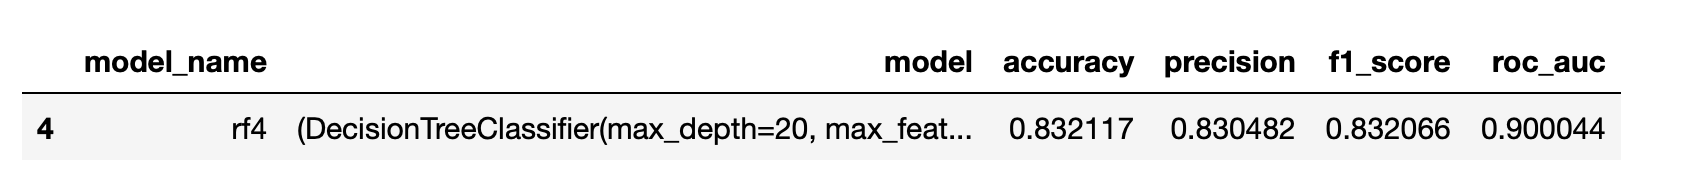 model_name model accuracy precision f1_score roc_auc
4 rf4 (DecisionTreeClassifier(max_depth=20, max_feat... 0.832117 0.830482 0.832066 0.900044